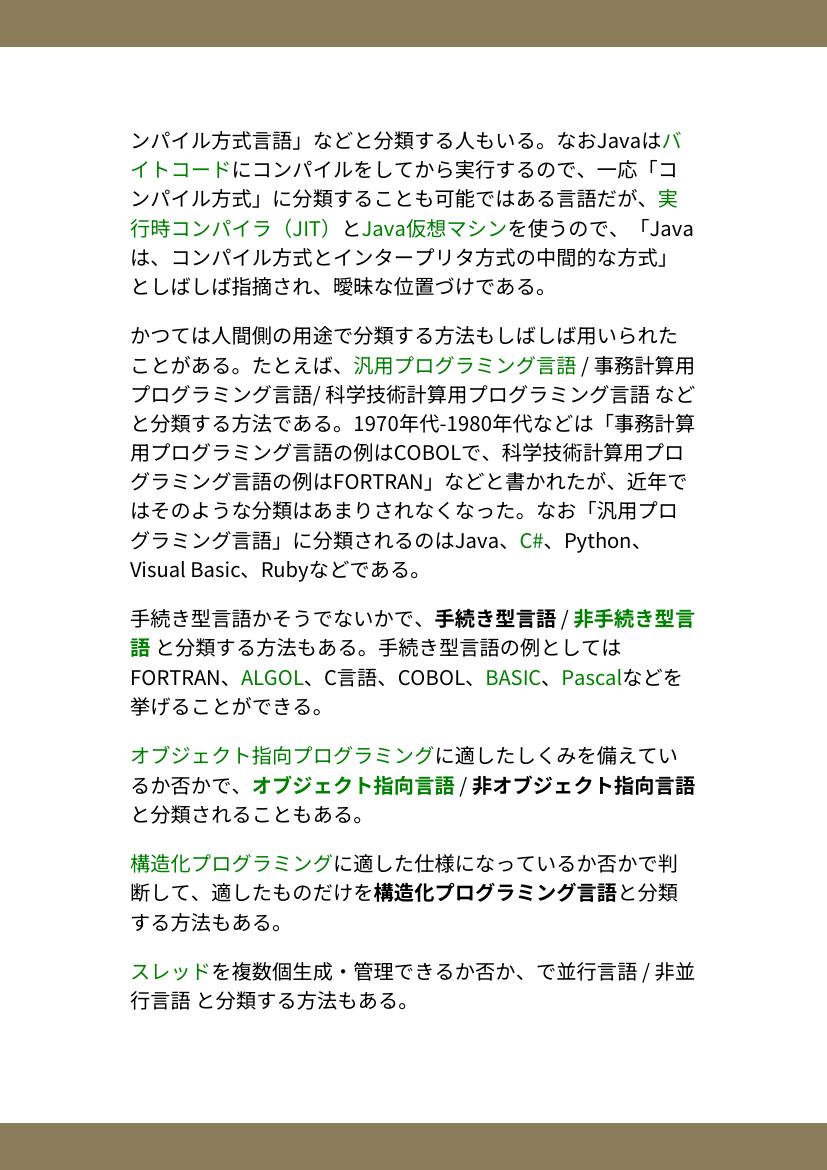 ンパイル方式言語」などと分類する人もいる。なおJavaはバ
イトコードにコンパイルをしてから実行するので、一応「コ
ンパイル方式」に分類することも可能ではある言語だが、実
行時コンパイラ（JIT）とJava仮想マシンを使うので、「Java
は、コンパイル方式とインタープリタ方式の中間的な方式」
としばしば指摘され、曖昧な位置づけである。
かつては人間側の用途で分類する方法もしばしば用いられた
ことがある。たとえば、汎用プログラミング言語 / 事務計算用
プログラミング言語/ 科学技術計算用プログラミング言語 など
と分類する方法である。1970年代-1980年代などは「事務計算
用プログラミング言語の例はCOBOLで、科学技術計算用プロ
グラミング言語の例はFORTRAN」などと書かれたが、近年で
はそのような分類はあまりされなくなった。なお「汎用プロ
グラミング言語」に分類されるのはJava、C#、Python、
Visual Basic、Rubyなどである。
手続き型言語かそうでないかで、手続き型言語 / 非手続き型言
語 と分類する方法もある。手続き型言語の例としては
FORTRAN、ALGOL、C言語、COBOL、BASIC、Pascalなどを
挙げることができる。
オブジェクト指向プログラミングに適したしくみを備えてい
るか否かで、オブジェクト指向言語 / 非オブジェクト指向言語
と分類されることもある。
構造化プログラミングに適した仕様になっているか否かで判
断して、適したものだけを構造化プログラミング言語と分類
する方法もある。
スレッドを複数個生成・管理できるか否か、で並行言語 / 非並
行言語 と分類する方法もある。